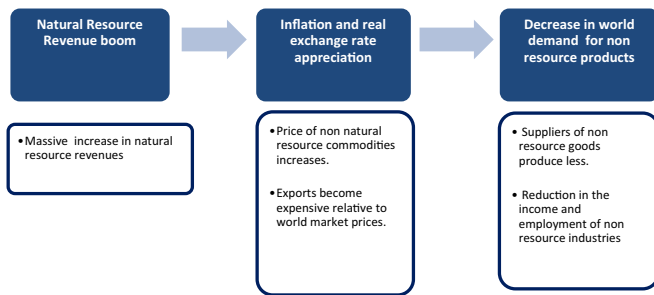 Natural Resource
Revenue boom
Inflation and real
exchange rate
appreciation
Decrease in world
demand for non
resource products
•Massive increase in natural
resource revenues
•Price of non natural
resource commodities
increases.
•Exports become
expensive relative to
world market prices.
• Suppliers of non
resource goods
produce less.
• Reduction in the
income and
employment of non
resource industries